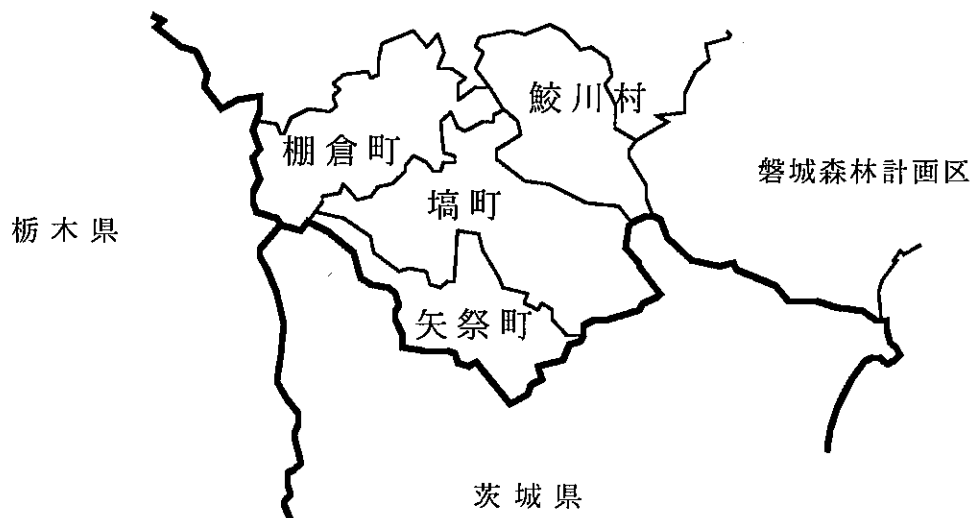 鮫川村
棚倉町
磐城森林計画区
塙町
栃木県
矢祭町
茨城県